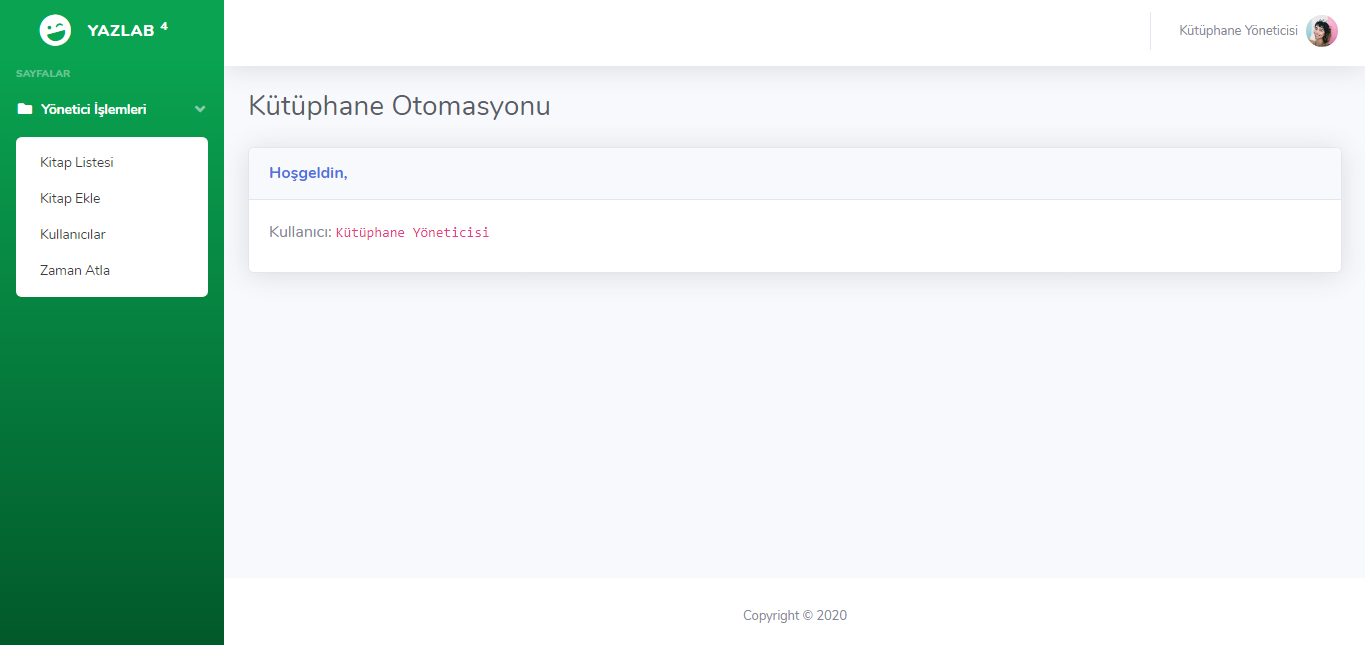 YAZLAB 4
Kütüphane Yöneticisi
SAYFALAR
Yönetici İşlemleri
Kitap Listesi
Kitap Ekle
Kullanıcılar
Zaman Atla
Kütüphane Otomasyonu
Hoşgeldin,
Kullanıcı: Kütüphane Yöneticisi
Copyright © 2020